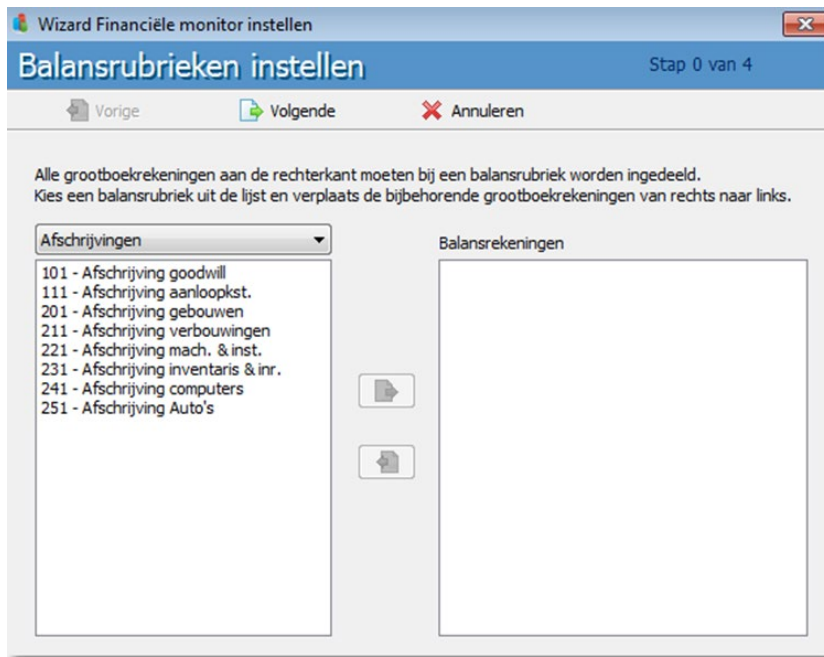 Wizard Financiële monitor instellen
Balansrubrieken instellen
Stap 0 van 4
Vorige
Volgende
Annuleren
Alle grootboekrekeningen aan de rechterkant moeten bij een balansrubriek worden ingedeeld.
Kies een balansrubriek uit de lijst en verplaats de bijbehorende grootboekrekeningen van rechts naar links.
Afschrijvingen
101 - Afschrijving goodwill
111 - Afschrijving aanloopkst.
201 - Afschrijving gebouwen
211 - Afschrijving verbouwingen
221 - Afschrijving mach. & inst.
231 - Afschrijving inventaris & inr.
241 - Afschrijving computers
251 - Afschrijving Auto's
Balansrekeningen